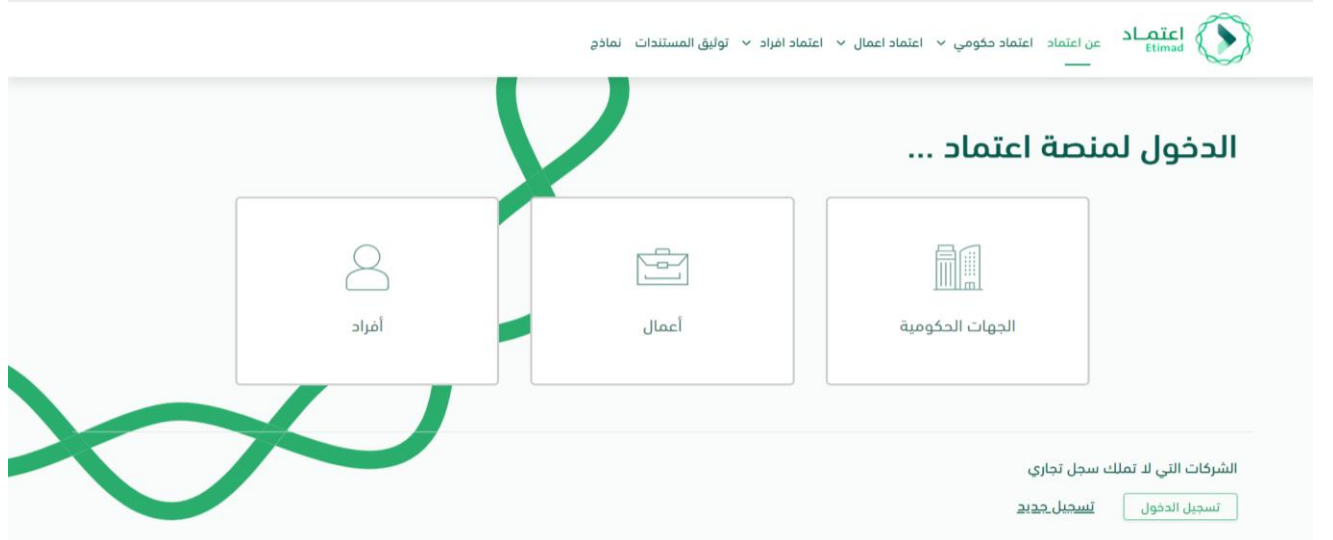 اعتمـاد
Etimad
عن اعتماد اعتماد حكومي اعتماد اعمال اعتماد افراد توثيق المستندات نماذج
الدخول لمنصة اعتماد ...
الجهات الحكومية
أعمال
أفراد
الشركات التي لا تملك سجل تجاري
تسجيل الدخول تسجيل جديد